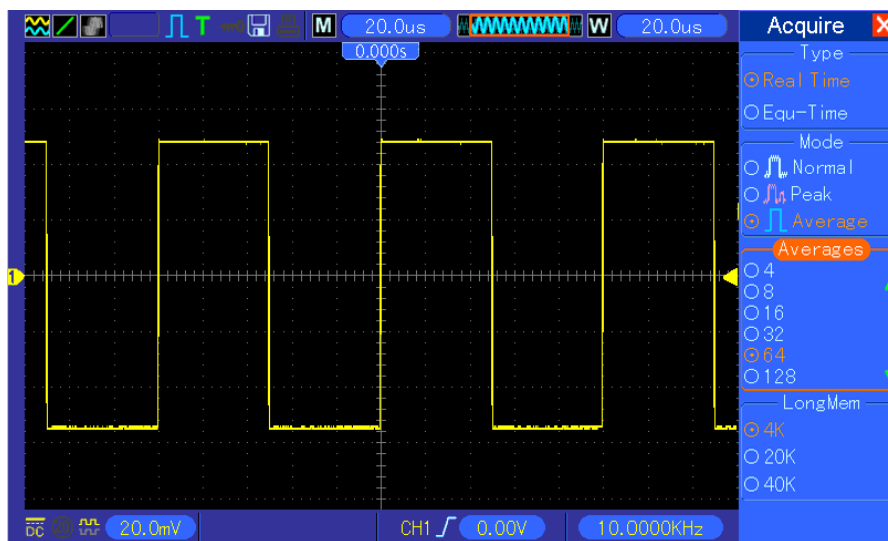 M 20.0us W 20.0us
0.000s
Acquire X
Type
Real Time
Equ-Time
Mode
Normal
Peak
Average
Averages
4
8
16
32
64
128
LongMem
4K
20K
40K
T
1
DC 20.0mV CH1 0.00V 10.0000KHz